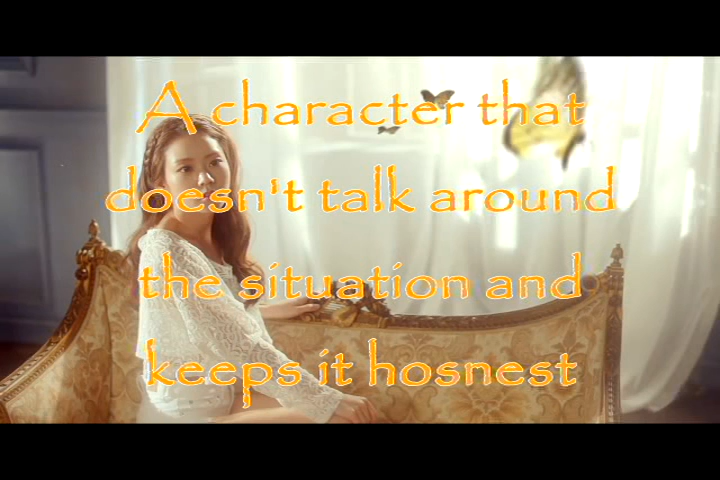 A character that
doesn't talk around
the situation and
keeps it hosnest